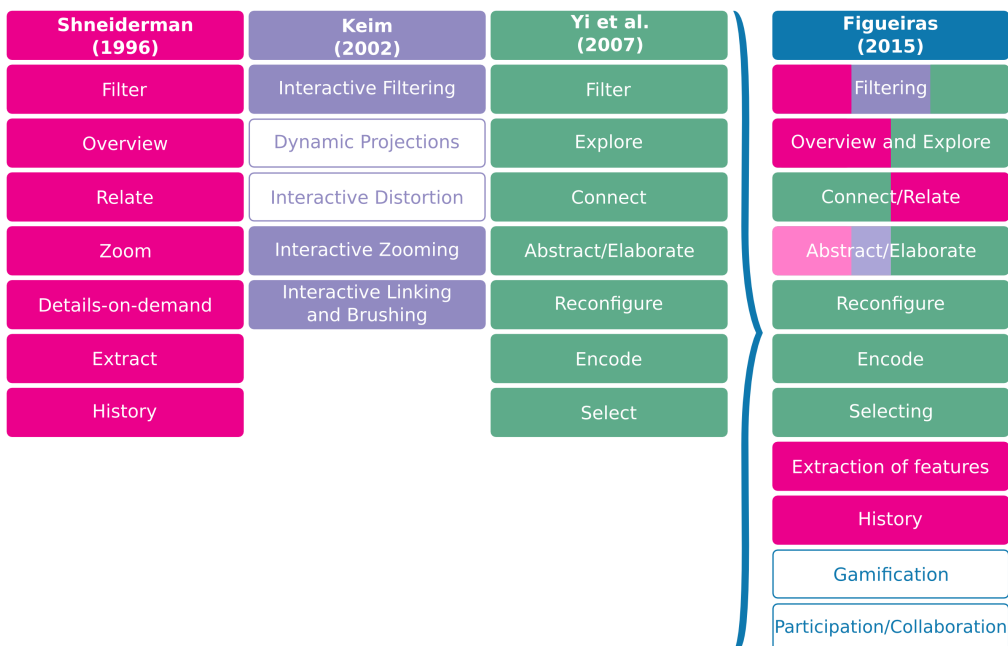 Shneiderman
(1996)
Filter
Overview
Relate
Zoom
Details-on-demand
Extract
History
Keim
(2002)
Interactive Filtering
Dynamic Projections
Interactive Distortion
Interactive Zooming
Interactive Linking
and Brushing
Yi et al.
(2007)
Filter
Explore
Connect
Abstract/Elaborate
Reconfigure
Encode
Select
Figueiras
(2015)
Filtering
Overview and Explore
Connect/Relate
Abstract/Elaborate
Reconfigure
Encode
Selecting
Extraction of features
History
Gamification
Participation/Collaboration